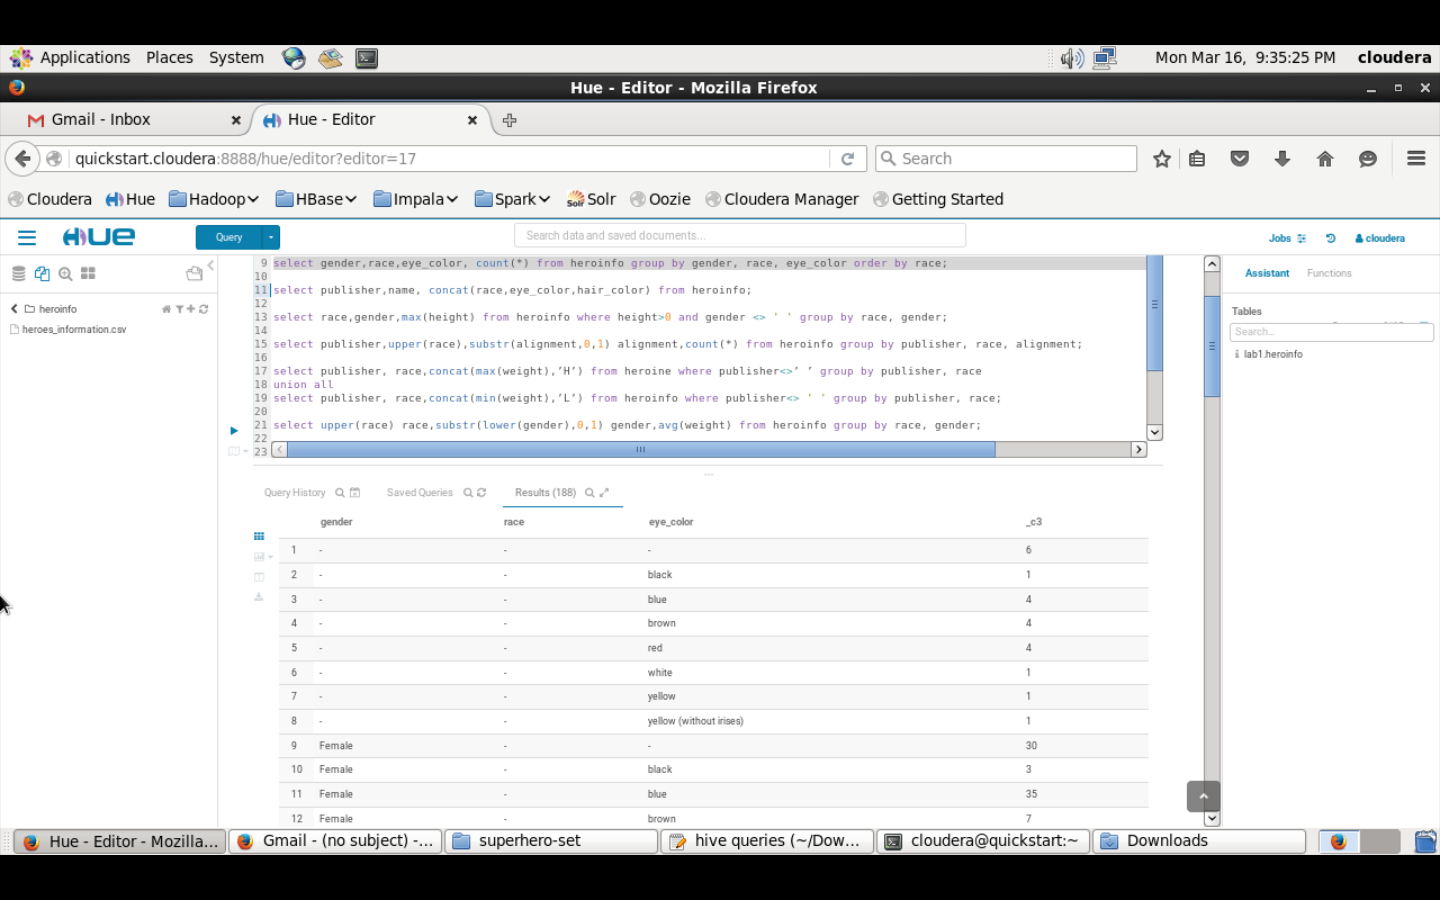 Applications Places System Mon Mar 16, 9:35:25 PM cloudera
Hue - Editor - Mozilla Firefox
Gmail - Inbox Hue - Editor
quickstart.cloudera:8888/hue/editor?editor=17 Search
Cloudera Hue Hadoop HBase Impala Spark Solr Oozie Cloudera Manager Getting Started
HUE Query Search data and saved documents... Jobs cloudera
Assistant Functions
heroinfo
heroes_information.csv
9 select gender,race,eye_color, count(*) from heroinfo group by gender, race, eye_color order by race;
10
11 select publisher,name, concat(race,eye_color,hair_color) from heroinfo;
12
13 select race,gender,max(height) from heroinfo where height>0 and gender <> ' ' group by race, gender;
14
15 select publisher,upper(race),substr(alignment,0,1) alignment,count(*) from heroinfo group by publisher, race, alignment;
16
17 select publisher, race,concat(max(weight),’H’) from heroine where publisher<>’ ’ group by publisher, race
18 union all
19 select publisher, race,concat(min(weight),’L’) from heroinfo where publisher<> ' ' group by publisher, race;
20
21 select upper(race) race,substr(lower(gender),0,1) gender,avg(weight) from heroinfo group by race, gender;
22
23
Tables
Search...
lab1.heroinfo
Query History Saved Queries Results (188)
gender race eye_color _c3
1 - - - 6
2 - - black 1
3 - - blue 4
4 - - brown 4
5 - - red 4
6 - - white 1
7 - - yellow 1
8 - - yellow (without irises) 1
9 Female - - 30
10 Female - black 3
11 Female - blue 35
12 Female - brown 7
Hue - Editor - Mozilla... Gmail - (no subject) -... superhero-set hive queries (~/Dow... cloudera@quickstart:~ Downloads